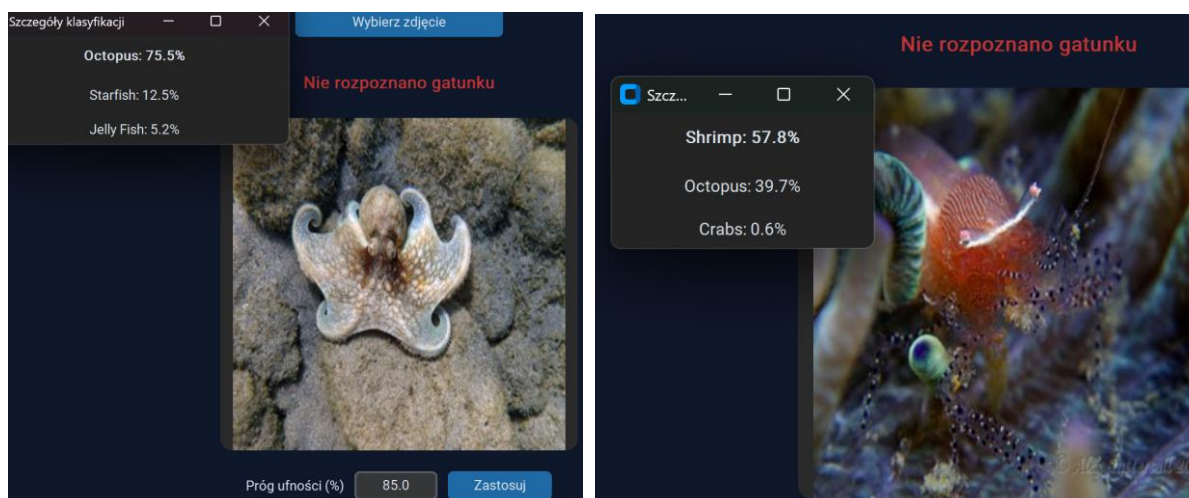 Szczegóły klasyfikacji
Wybierz zdjęcie
Octopus: 75.5%
Starfish: 12.5%
Jelly Fish: 5.2%
Nie rozpoznano gatunku
Próg ufności (%)
85.0
Zastosuj
Nie rozpoznano gatunku
Szcz...
Shrimp: 57.8%
Octopus: 39.7%
Crabs: 0.6%